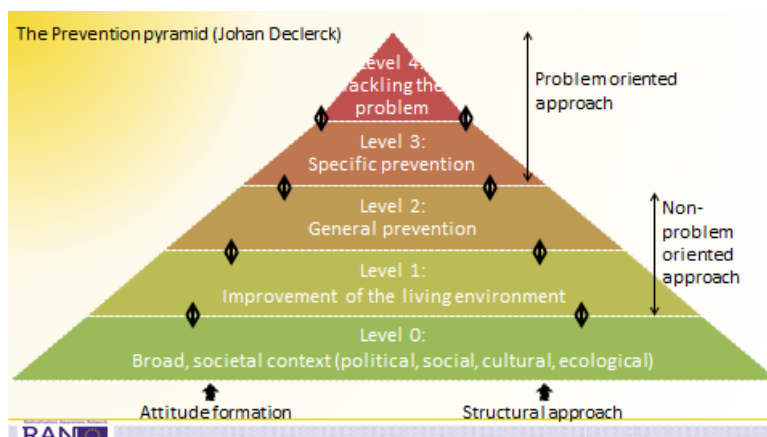 The Prevention pyramid (Johan Declerck)
Level 4:
Tackling the
problem
Problem oriented
approach
Level 3:
Specific prevention
Level 2:
General prevention
Non-
problem
oriented
approach
Level 1:
Improvement of the living environment
Level 0:
Broad, societal context (political, social, cultural, ecological)
Attitude formation
Structural approach
RAN